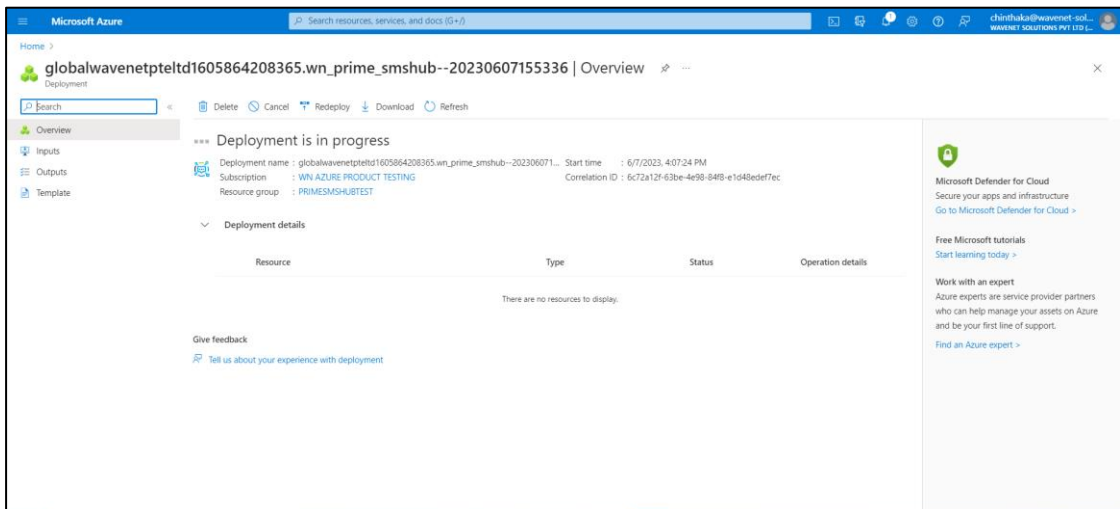 Microsoft Azure
Search resources, services, and docs (G+/)
1
chinthaka@wavenet-sol...
WAVENET SOLUTIONS PVT LTD (...
Home >
globalwavenetpteltd1605864208365.wn_prime_smshub--20230607155336 | Overview
Deployment
Search
Delete Cancel Redeploy Download Refresh
Overview
Inputs
Outputs
Template
Deployment is in progress
Deployment name : globalwavenetpteltd1605864208365.wn_prime_smshub--202306071... Start time : 6/7/2023, 4:07:24 PM
Subscription : WN AZURE PRODUCT TESTING Correlation ID : 6c72a12f-63be-4e98-84f8-e1d48edef7ec
Resource group : PRIMESMSHUBTEST
Deployment details
Resource Type Status Operation details
There are no resources to display.
Give feedback
Tell us about your experience with deployment
Microsoft Defender for Cloud
Secure your apps and infrastructure
Go to Microsoft Defender for Cloud >
Free Microsoft tutorials
Start learning today >
Work with an expert
Azure experts are service provider partners
who can help manage your assets on Azure
and be your first line of support.
Find an Azure expert >